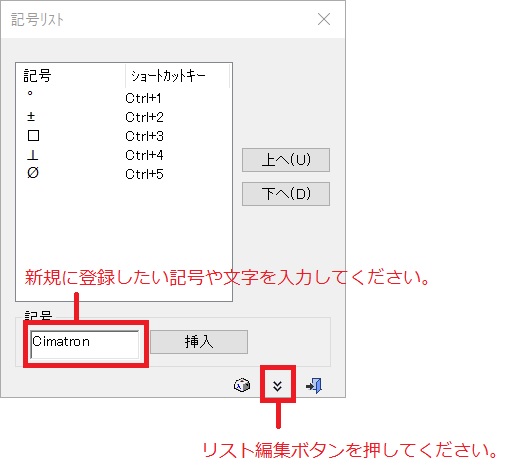 記号リスト
記号 ショートカットキー
° Ctrl+1
± Ctrl+2
□ Ctrl+3
⊥ Ctrl+4
Ø Ctrl+5
上へ(U)
下へ(D)
新規に登録したい記号や文字を入力してください。
記号
Cimatron 挿入
リスト編集ボタンを押してください。